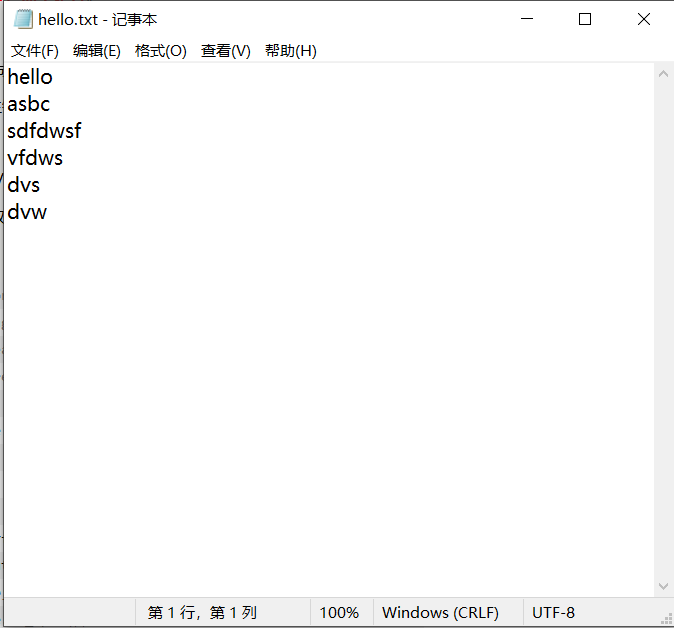 hello.txt - 记事本
文件(F) 编辑(E) 格式(O) 查看(V) 帮助(H)
hello
asbc
sdfdwsf
vfdws
dvs
dvw
第 1 行，第 1 列 100% Windows (CRLF) UTF-8